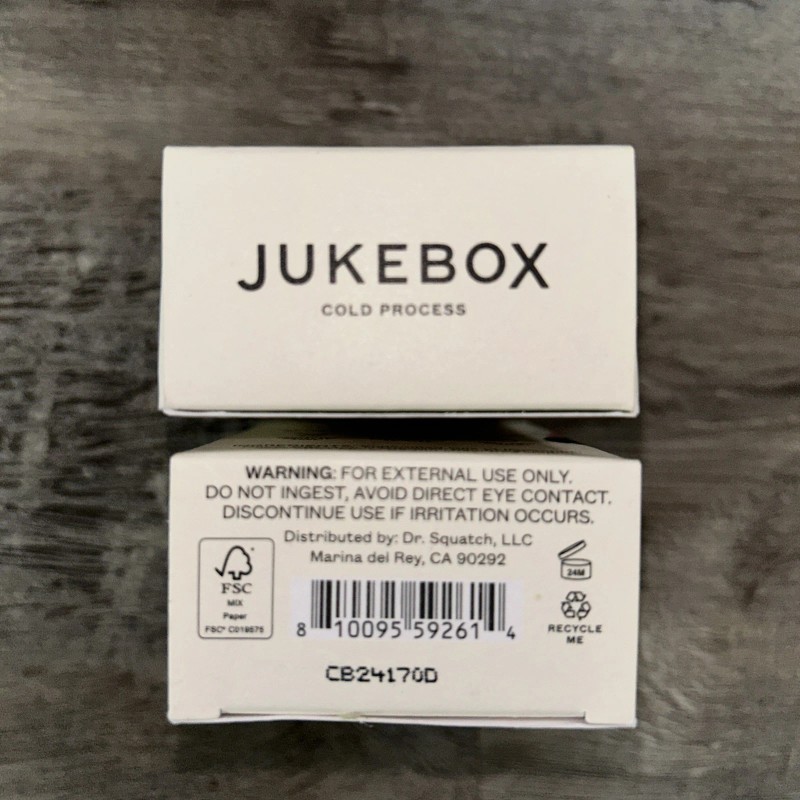 JUKEBOX
COLD PROCESS
WARNING: FOR EXTERNAL USE ONLY.
DO NOT INGEST, AVOID DIRECT EYE CONTACT.
DISCONTINUE USE IF IRRITATION OCCURS.
Distributed by: Dr. Squatch, LLC
Marina del Rey, CA 90292
FSC
MIX
Paper
FSC® C019575
24M
RECYCLE
ME
8 10095 59261 4
CB24170D